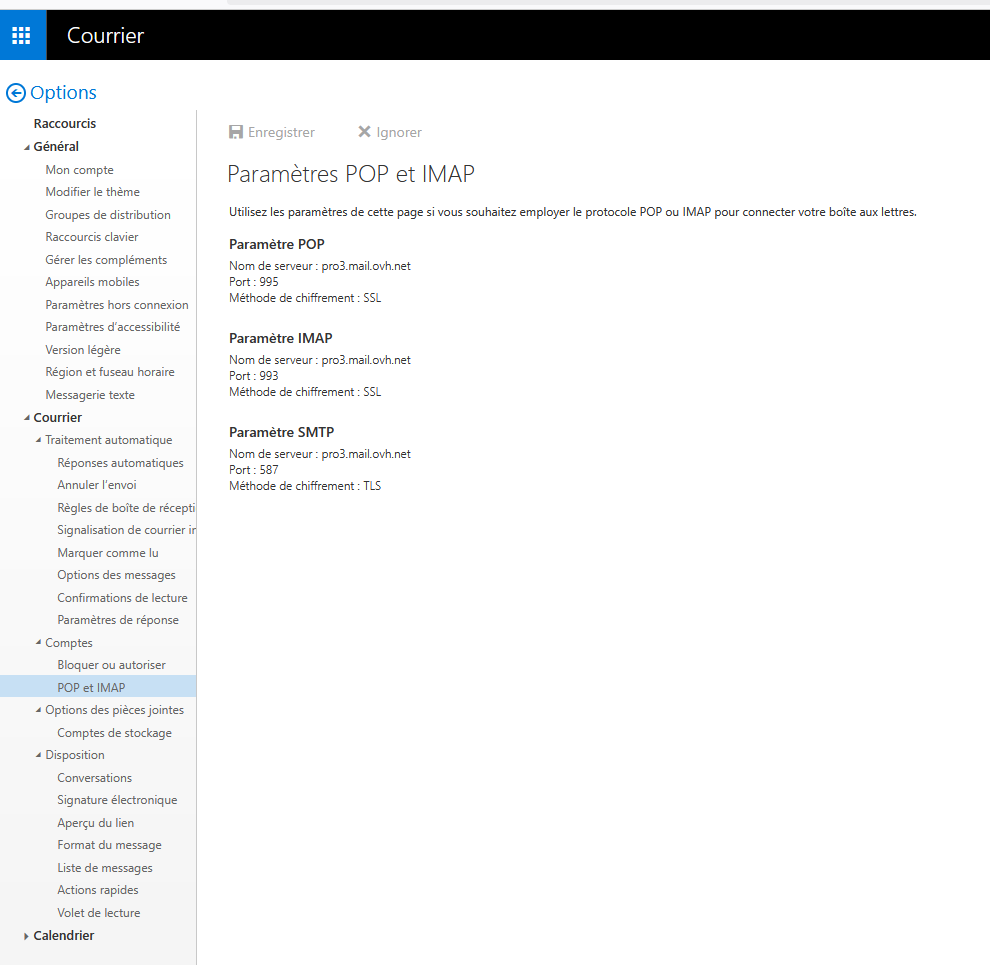 Courrier
Options
Raccourcis
Général
Mon compte
Modifier le thème
Groupes de distribution
Raccourcis clavier
Gérer les compléments
Appareils mobiles
Paramètres hors connexion
Paramètres d'accessibilité
Version légère
Région et fuseau horaire
Messagerie texte
Courrier
Traitement automatique
Réponses automatiques
Annuler l'envoi
Règles de boîte de récepti
Signalisation de courrier in
Marquer comme lu
Options des messages
Confirmations de lecture
Paramètres de réponse
Comptes
Bloquer ou autoriser
POP et IMAP
Options des pièces jointes
Comptes de stockage
Disposition
Conversations
Signature électronique
Aperçu du lien
Format du message
Liste de messages
Actions rapides
Volet de lecture
Calendrier
Enregistrer Ignorer
Paramètres POP et IMAP
Utilisez les paramètres de cette page si vous souhaitez employer le protocole POP ou IMAP pour connecter votre boîte aux lettres.
Paramètre POP
Nom de serveur : pro3.mail.ovh.net
Port : 995
Méthode de chiffrement : SSL
Paramètre IMAP
Nom de serveur : pro3.mail.ovh.net
Port : 993
Méthode de chiffrement : SSL
Paramètre SMTP
Nom de serveur : pro3.mail.ovh.net
Port : 587
Méthode de chiffrement : TLS